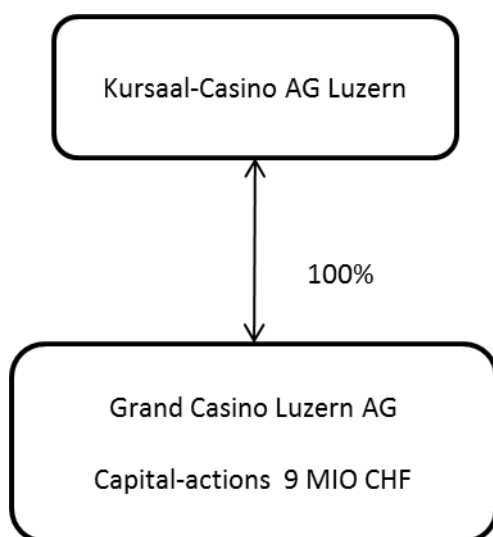 Kursaal-Casino AG Luzern
100%
Grand Casino Luzern AG
Capital-actions 9 MIO CHF